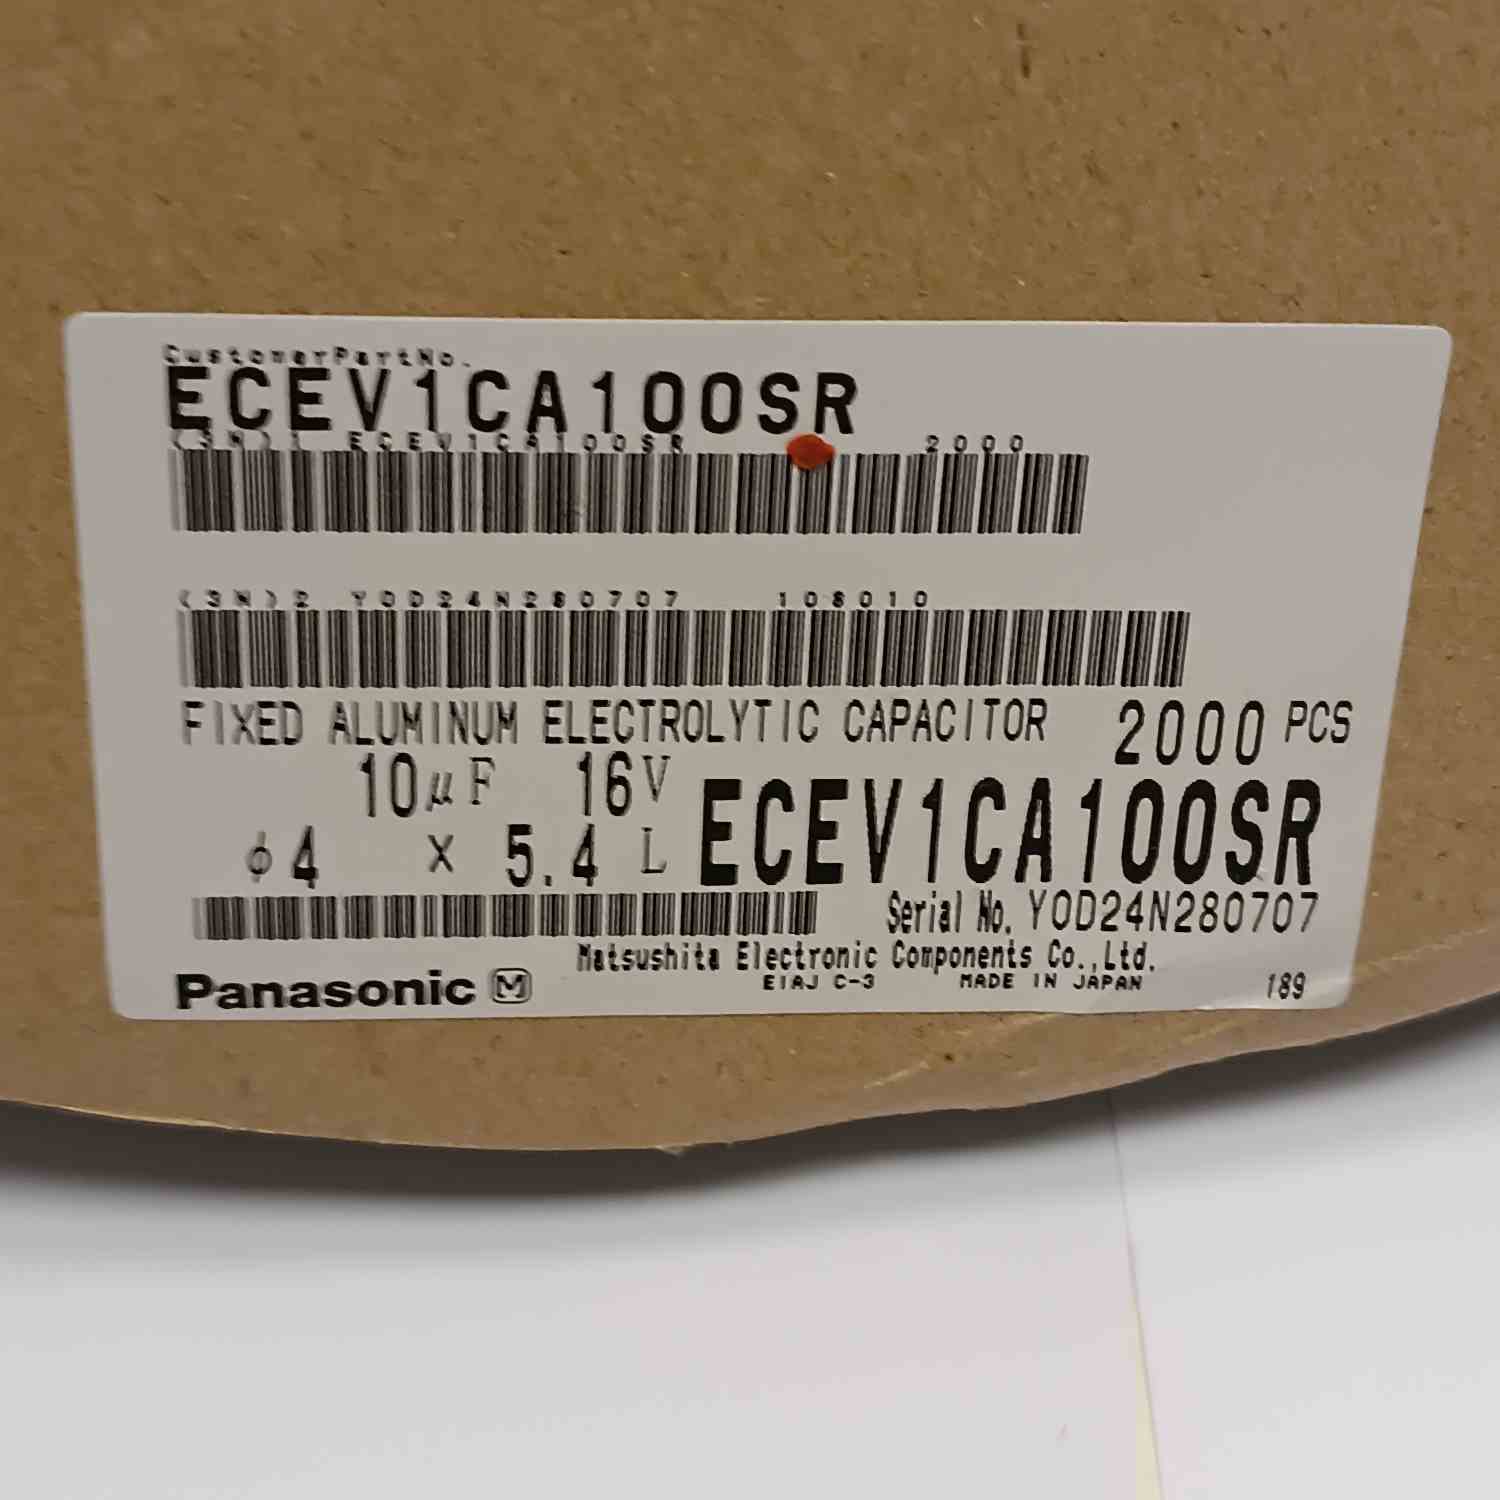 CustomerPartNo.
ECEV1CA100SR
(3N)1 ECEV1CA100SR 2000
(3N)2 YOD24N280707 108010
FIXED ALUMINUM ELECTROLYTIC CAPACITOR 2000 PCS
10μF 16V ECEV1CA100SR
φ4 × 5.4 L
Serial No. YOD24N280707
Matsushita Electronic Components Co.,Ltd.
Panasonic M EIAJ C-3 MADE IN JAPAN 189